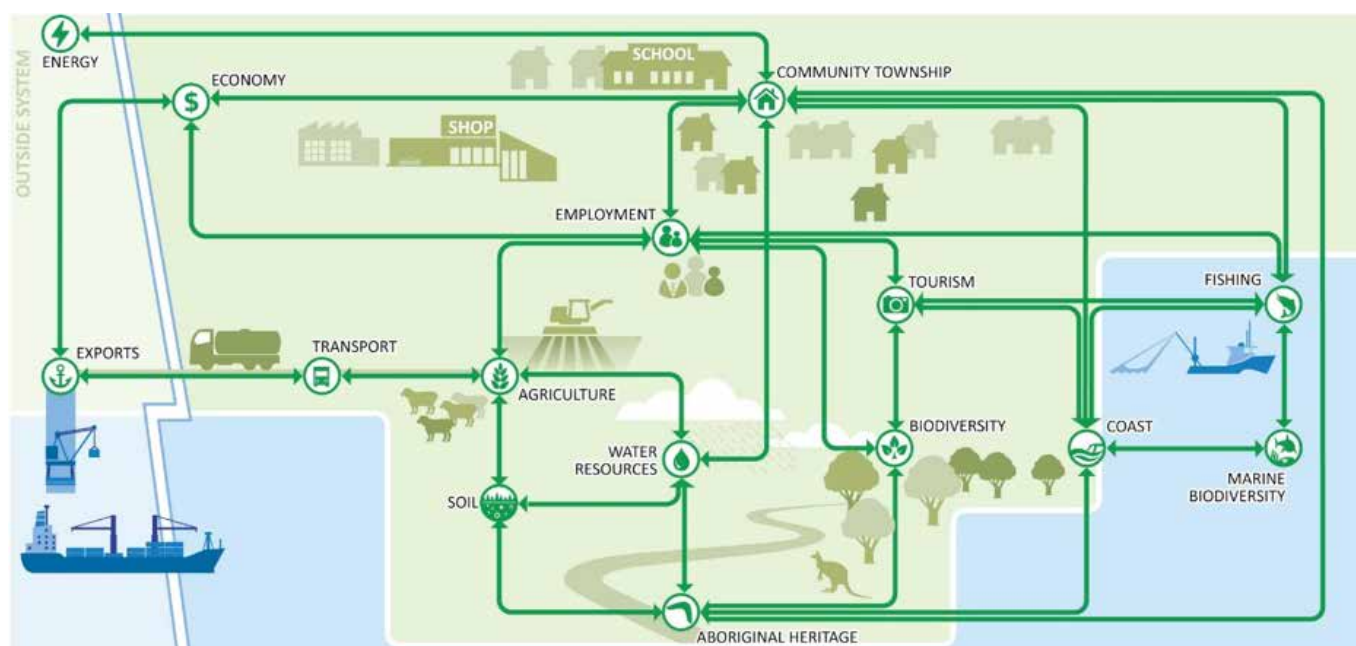 OUTSIDE SYSTEM
ENERGY
ECONOMY
SCHOOL
COMMUNITY TOWNSHIP
SHOP
EMPLOYMENT
TOURISM
FISHING
EXPORTS
TRANSPORT
AGRICULTURE
BIODIVERSITY
COAST
WATER
RESOURCES
MARINE
BIODIVERSITY
SOIL
ABORIGINAL HERITAGE
$